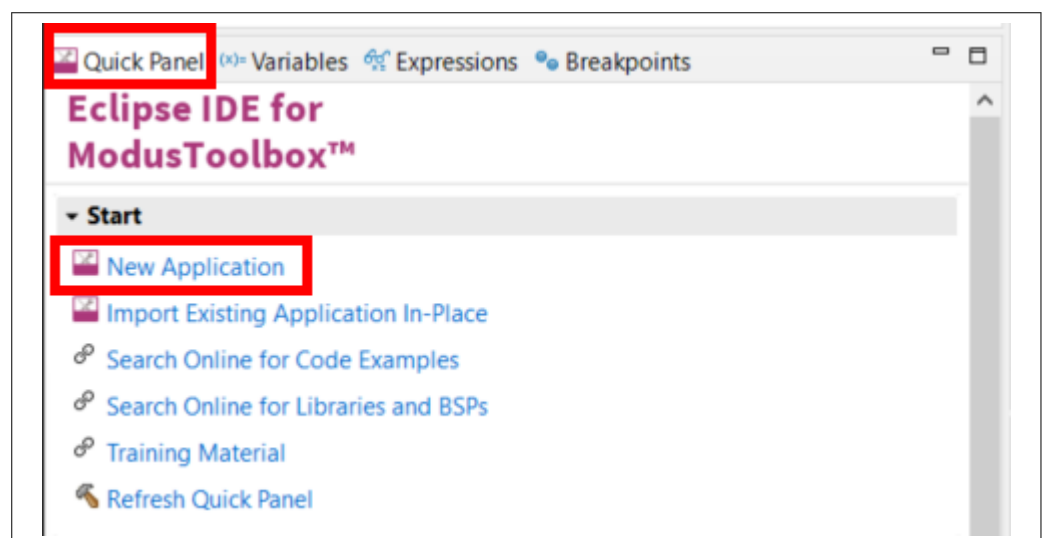 Quick Panel (x)= Variables Expressions Breakpoints
Eclipse IDE for
ModusToolbox™
Start
New Application
Import Existing Application In-Place
Search Online for Code Examples
Search Online for Libraries and BSPs
Training Material
Refresh Quick Panel